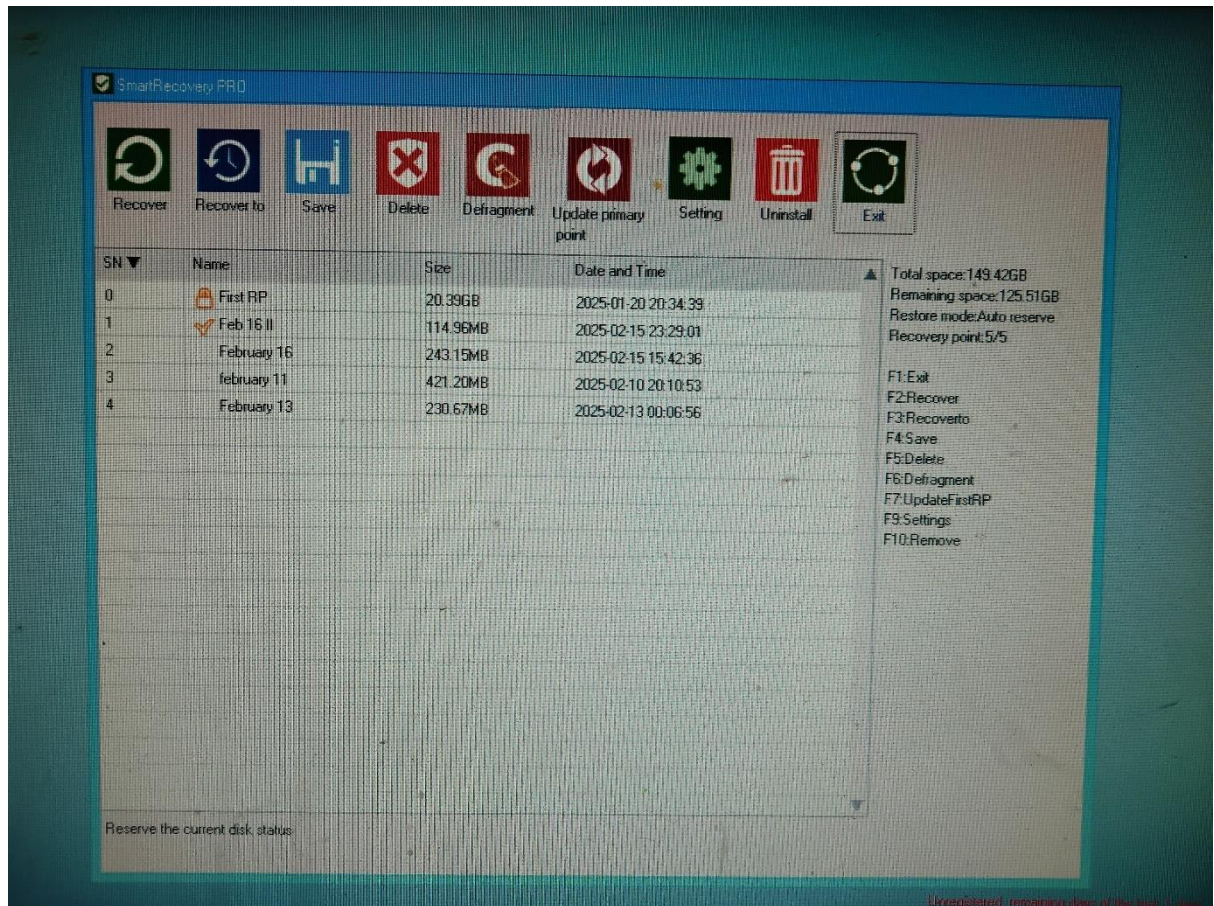 SmartRecovery PRO
Recover
Recover to
Save
Delete
Defragment
Update primary
point
Setting
Uninstall
Exit
SN Name Size Date and Time
0 First RP 20.39GB 2025-01-20 20:34:39
1 Feb 16 II 114.96MB 2025-02-15 23:29:01
2 February 16 243.15MB 2025-02-15 15:42:36
3 february 11 421.20MB 2025-02-10 20:10:53
4 February 13 230.67MB 2025-02-13 00:06:56
Total space:149.42GB
Remaining space:125.51GB
Restore mode:Auto reserve
Recovery point:5/5
F1:Exit
F2:Recover
F3:Recoverto
F4:Save
F5:Delete
F6:Defragment
F7:UpdateFirstRP
F9:Settings
F10:Remove
Reserve the current disk status
Unregistered, remaining days of